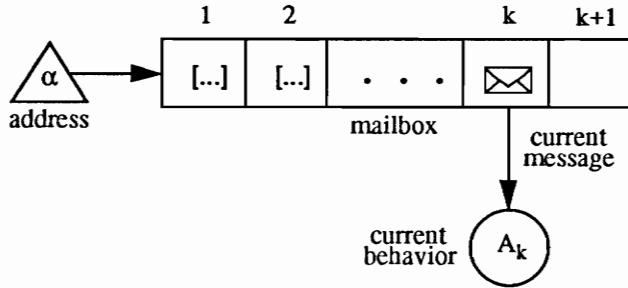 1 2 k k+1
α [...] [...] . . .
address
mailbox
current
message
current
behavior
A_k